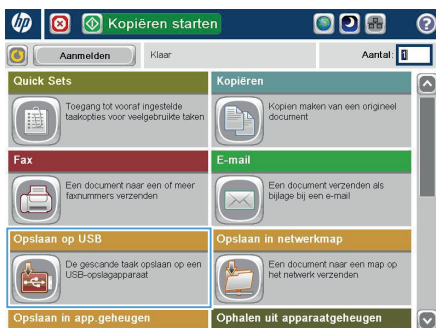 hp Kopiëren starten ?
Anmelden Klaar Aantal: 1
Quick Sets
Toegang tot vooraf ingestelde
taakopties voor veelgebruikte taken
Kopiëren
Kopien maken van een origineel
document
Fax
Een document naar een of meer
faxnummers verzenden
E-mail
Een document verzenden als
bijlage bij een e-mail
Opslaan op USB
De gescande taak opslaan op een
USB-opslagapparaat
Opslaan in netwerkmap
Een document naar een map op
het netwerk verzenden
Opslaan in app.geheugen
Ophalen uit apparaatgeheugen